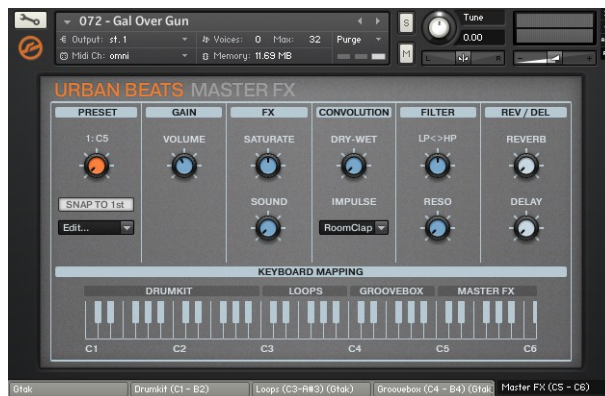 072 - Gal Over Gun
Output: st.1
Voices: 0 Max: 32 Purge
Midi Ch: omni
Memory: 11.69 MB
S
M
Tune
0.00
L R
- +
URBAN BEATS MASTER FX
PRESET GAIN FX CONVOLUTION FILTER REV / DEL
1: C5 VOLUME SATURATE DRY-WET LP<>HP REVERB
SNAP TO 1st SOUND IMPULSE RESO DELAY
Edit... RoomClap
KEYBOARD MAPPING
DRUMKIT LOOPS GROOVEBOX MASTER FX
C1 C2 C3 C4 C5 C6
Gtak Drumkit (C1 - B2) Loops (C3-A#3) (Gtak) Groovebox (C4 - B4) (Gtak) Master FX (C5 - C6)